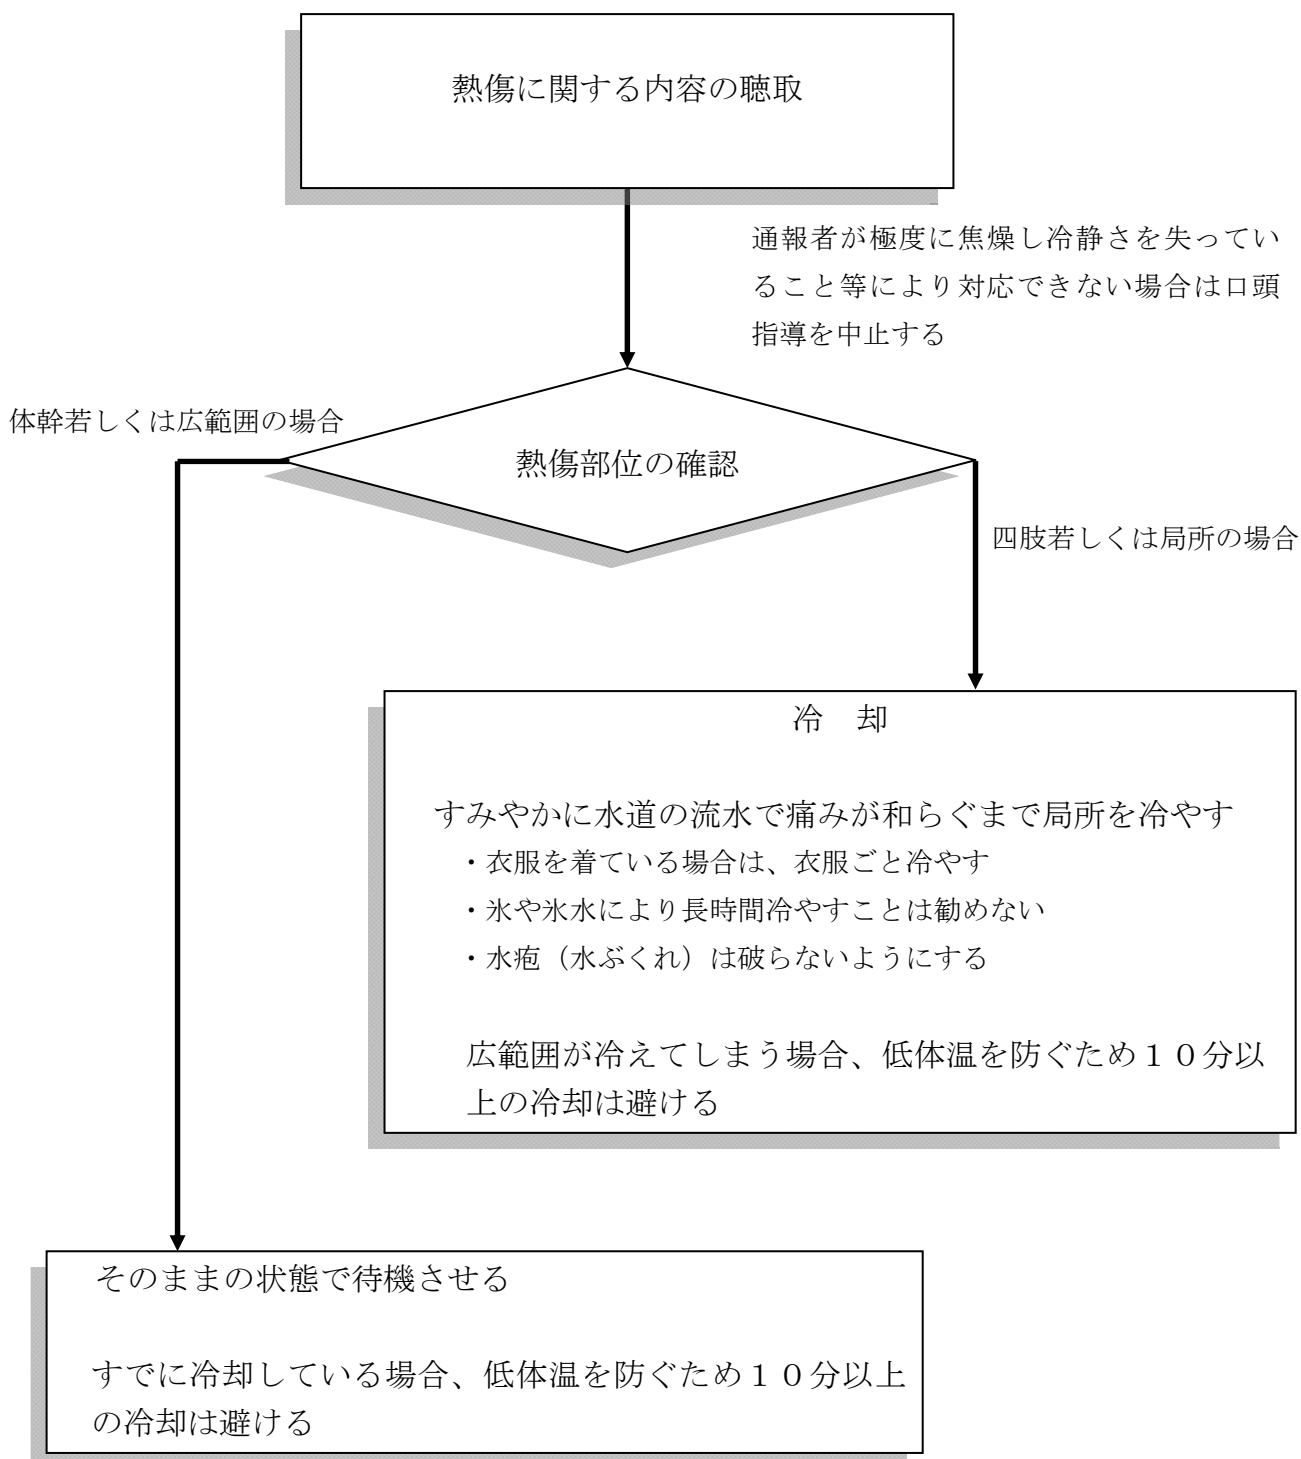 熱傷に関する内容の聴取
通報者が極度に焦燥し冷静さを失ってい
ること等により対応できない場合は口頭
指導を中止する
体幹若しくは広範囲の場合
熱傷部位の確認
四肢若しくは局所の場合
冷　却
すみやかに水道の流水で痛みが和らぐまで局所を冷やす
・衣服を着ている場合は、衣服ごと冷やす
・氷や氷水により長時間冷やすことは勧めない
・水疱（水ぶくれ）は破らないようにする
広範囲が冷えてしまう場合、低体温を防ぐため１０分以
上の冷却は避ける
そのままの状態で待機させる
すでに冷却している場合、低体温を防ぐため１０分以上
の冷却は避ける